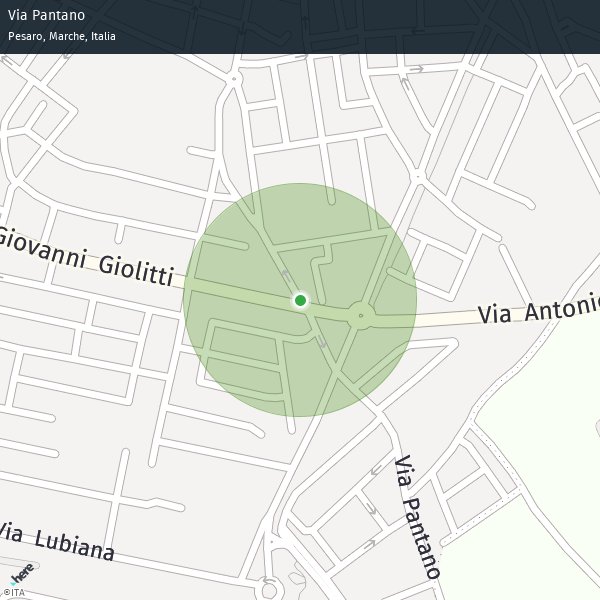 Via Pantano
Pesaro, Marche, Italia
Giovanni Giolitti
Via Antonio
Via Pantano
Via Lubiana
here
©ITA